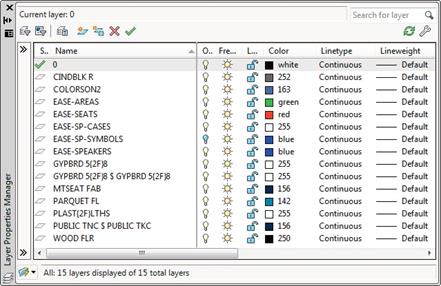 Current layer: 0
Search for layer
S.. Name O.. Fre... L... Color Linetype Lineweight
0 white Continuous Default
CINDBLK R 252 Continuous Default
COLORSON2 163 Continuous Default
EASE-AREAS green Continuous Default
EASE-SEATS red Continuous Default
EASE-SP-CASES 255 Continuous Default
EASE-SP-SYMBOLS blue Continuous Default
EASE-SPEAKERS blue Continuous Default
GYPBRD 5(2F)8 255 Continuous Default
GYPBRD 5(2F)8 $ GYPBRD 5(2F)8 255 Continuous Default
MTSEAT FAB 156 Continuous Default
PARQUET FL 142 Continuous Default
PLAST(2F)LTHS 255 Continuous Default
PUBLIC TNC $ PUBLIC TKC 156 Continuous Default
WOOD FLR 250 Continuous Default
All: 15 layers displayed of 15 total layers
Layer Properties Manager